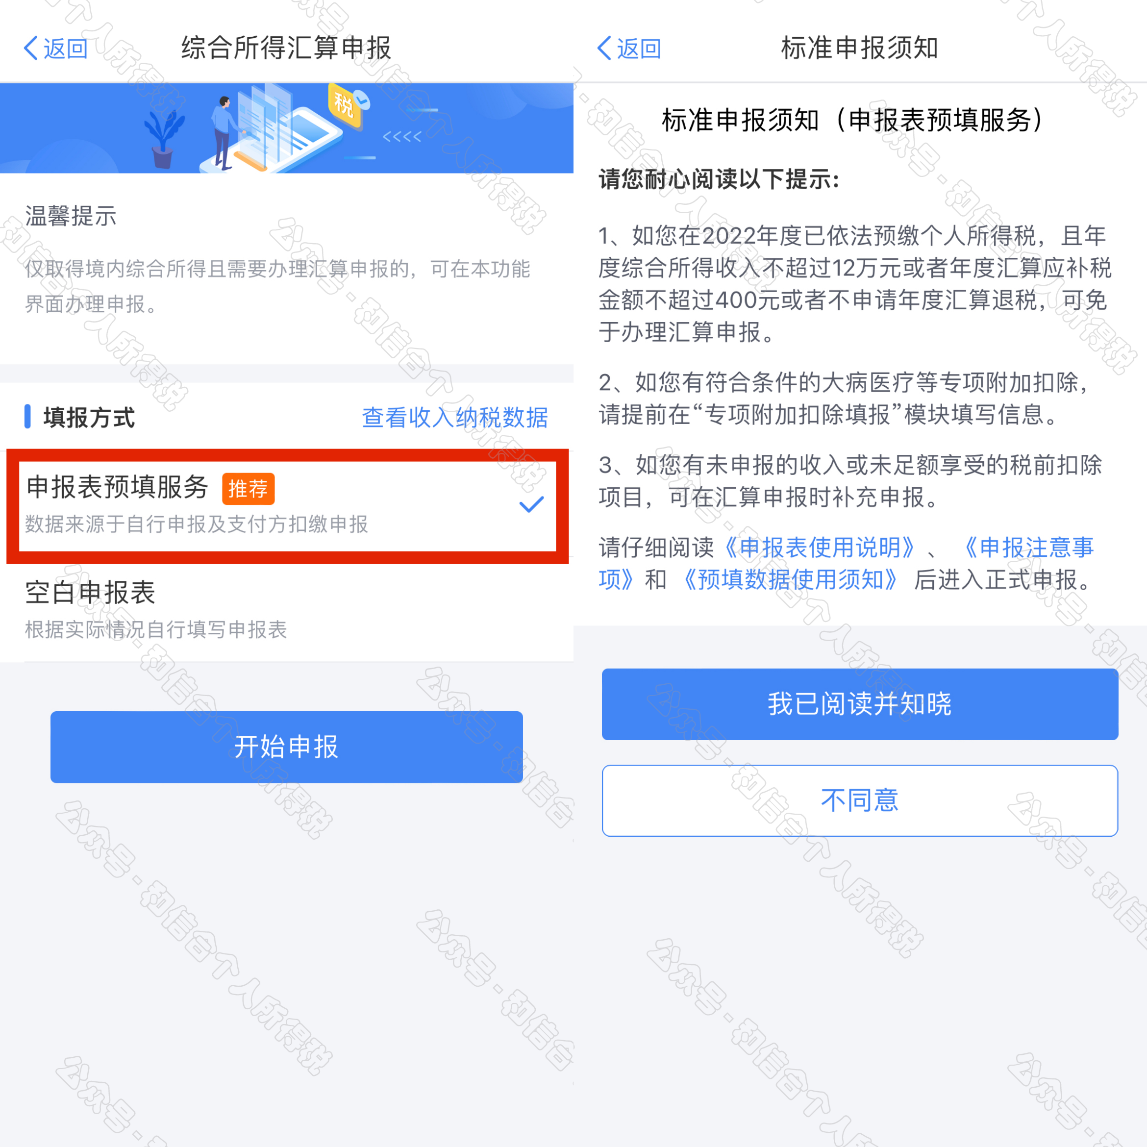 返回
综合所得汇算申报
税
温馨提示
仅取得境内综合所得且需要办理汇算申报的，可在本功能
界面办理申报。
填报方式
查看收入纳税数据
申报表预填服务 推荐
数据来源于自行申报及支付方扣缴申报
空白申报表
根据实际情况自行填写申报表
开始申报
返回
标准申报须知
标准申报须知（申报表预填服务）
请您耐心阅读以下提示:
1、如您在2022年度已依法预缴个人所得税，且年
度综合所得收入不超过12万元或者年度汇算应补税
金额不超过400元或者不申请年度汇算退税，可免
于办理汇算申报。
2、如您有符合条件的大病医疗等专项附加扣除，
请提前在“专项附加扣除填报”模块填写信息。
3、如您有未申报的收入或未足额享受的税前扣除
项目，可在汇算申报时补充申报。
请仔细阅读《申报表使用说明》、《申报注意事
项》和《预填数据使用须知》后进入正式申报。
我已阅读并知晓
不同意